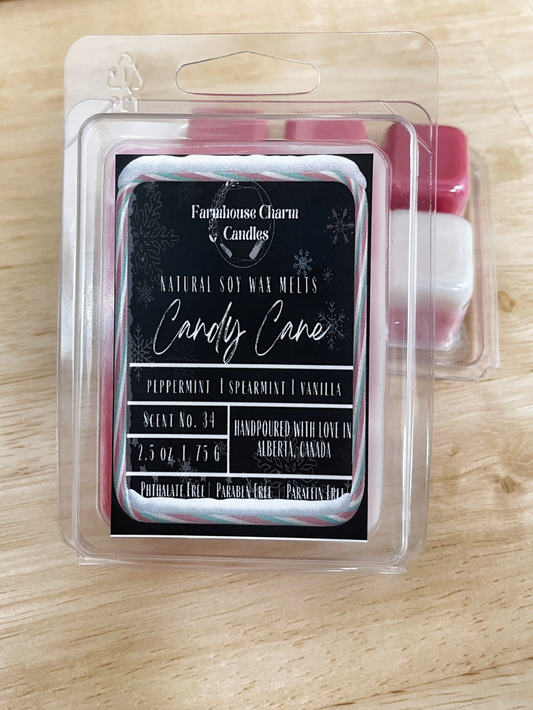 Farmhouse Charm
Candles
NATURAL SOY WAX MELTS
Candy Cane
PEPPERMINT | SPEARMINT | VANILLA
SCENT NO. 34
2.5 OZ | 75 G
HANDPOURED WITH LOVE IN
ALBERTA, CANADA
PHTHALATE FREE | PARABEN FREE | PARAFFIN FREE